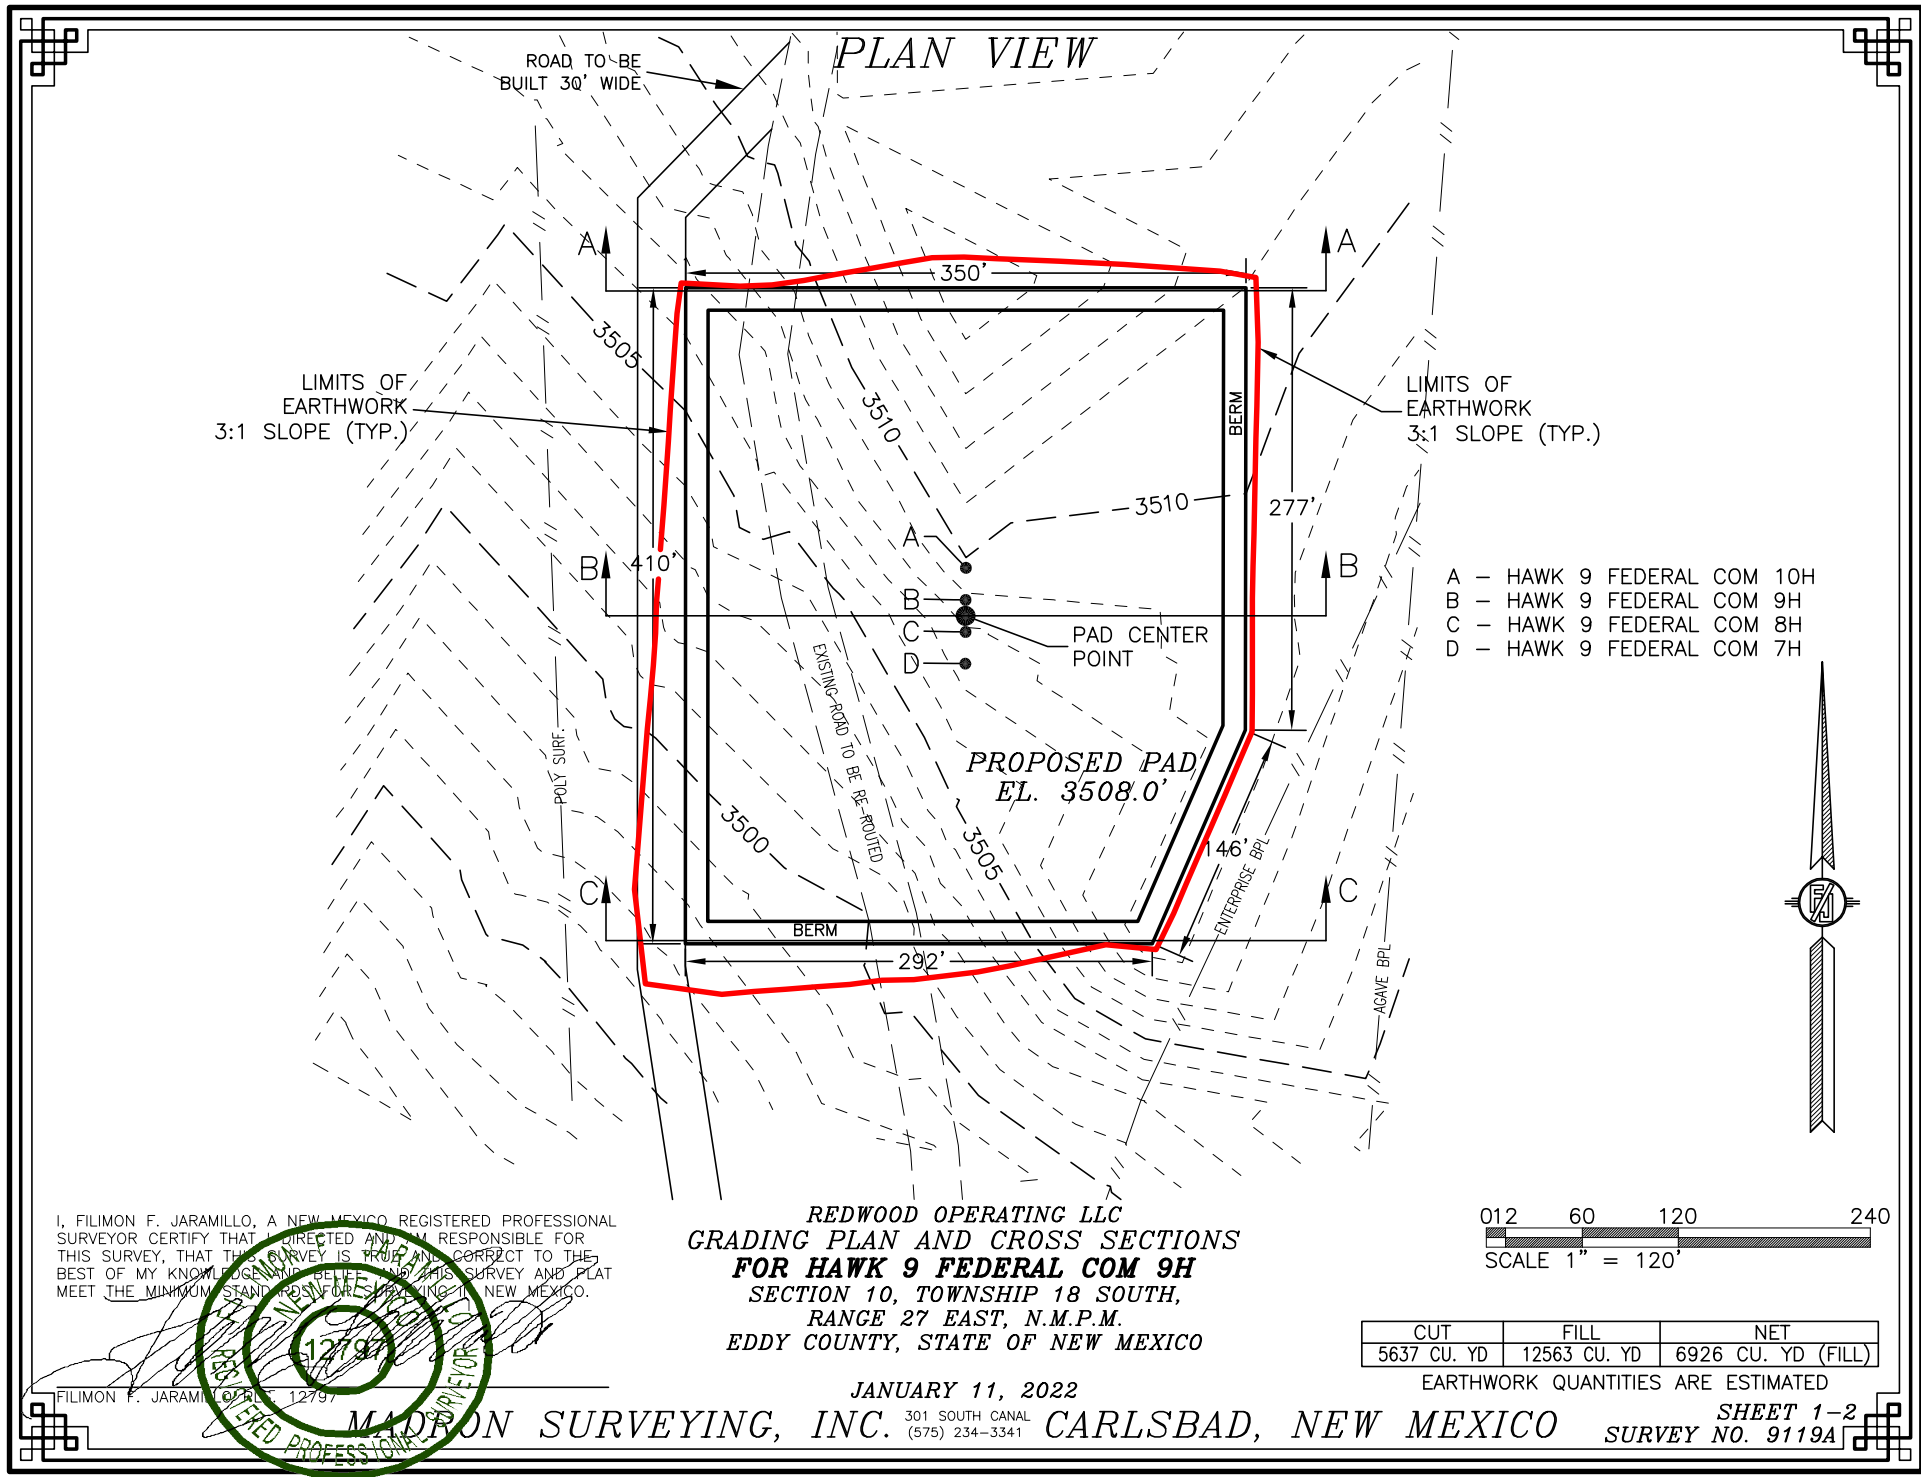 PLAN VIEW
ROAD TO BE
BUILT 30' WIDE
A
A
350'
3505
LIMITS OF
EARTHWORK
3:1 SLOPE (TYP.)
3510
BERM
LIMITS OF
EARTHWORK
3:1 SLOPE (TYP.)
3510
277'
A
B
410'
B
B
C
D
PAD CENTER
POINT
A - HAWK 9 FEDERAL COM 10H
B - HAWK 9 FEDERAL COM 9H
C - HAWK 9 FEDERAL COM 8H
D - HAWK 9 FEDERAL COM 7H
EXISTING ROAD TO BE RE-ROUTED
POLY SURF.
PROPOSED PAD
EL. 3508.0'
3500
3505
146'
ENTERPRISE BPL
AGAVE BPL
C
C
BERM
292'
I, FILIMON F. JARAMILLO, A NEW MEXICO REGISTERED PROFESSIONAL
SURVEYOR CERTIFY THAT I DIRECTED AND AM RESPONSIBLE FOR
THIS SURVEY, THAT THIS SURVEY IS TRUE AND CORRECT TO THE
BEST OF MY KNOWLEDGE AND BELIEF, AND THIS SURVEY AND PLAT
MEET THE MINIMUM STANDARDS FOR SURVEYING IN NEW MEXICO.
FILIMON F. JARAMILLO
NEW MEXICO
12797
REGISTERED PROFESSIONAL SURVEYOR
FILIMON F. JARAMILLO PLS. 12797
REDWOOD OPERATING LLC
GRADING PLAN AND CROSS SECTIONS
FOR HAWK 9 FEDERAL COM 9H
SECTION 10, TOWNSHIP 18 SOUTH,
RANGE 27 EAST, N.M.P.M.
EDDY COUNTY, STATE OF NEW MEXICO
JANUARY 11, 2022
012 60 120 240
SCALE 1" = 120'
CUT FILL NET
5637 CU. YD 12563 CU. YD 6926 CU. YD (FILL)
EARTHWORK QUANTITIES ARE ESTIMATED
MADRON SURVEYING, INC. 301 SOUTH CANAL (575) 234-3341 CARLSBAD, NEW MEXICO
SHEET 1-2
SURVEY NO. 9119A